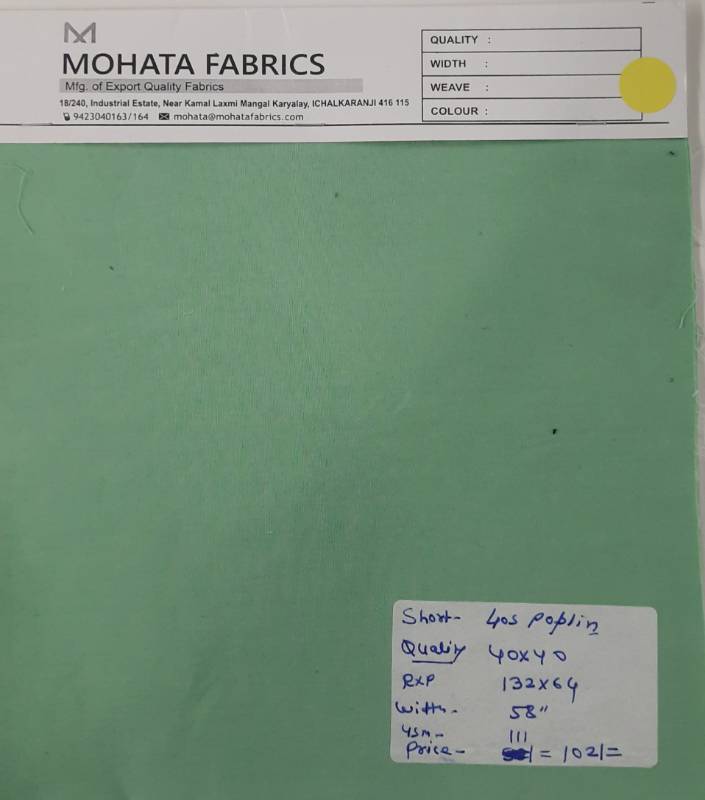 MOHATA FABRICS
Mfg. of Export Quality Fabrics
18/240, Industrial Estate, Near Kamal Laxmi Mangal Karyalay, ICHALKARANJI 416 115
9423040163/164 mohata@mohatafabrics.com
QUALITY :
WIDTH :
WEAVE :
COLOUR :
Short- 40s Poplin
Quality 40x40
RXP 132x64
Width- 58"
GSM- 111
Price- = 102/=